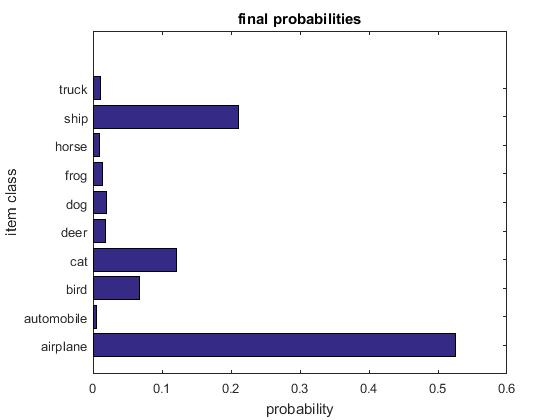 final probabilities
item class
truck
ship
horse
frog
dog
deer
cat
bird
automobile
airplane
0 0.1 0.2 0.3 0.4 0.5 0.6
probability